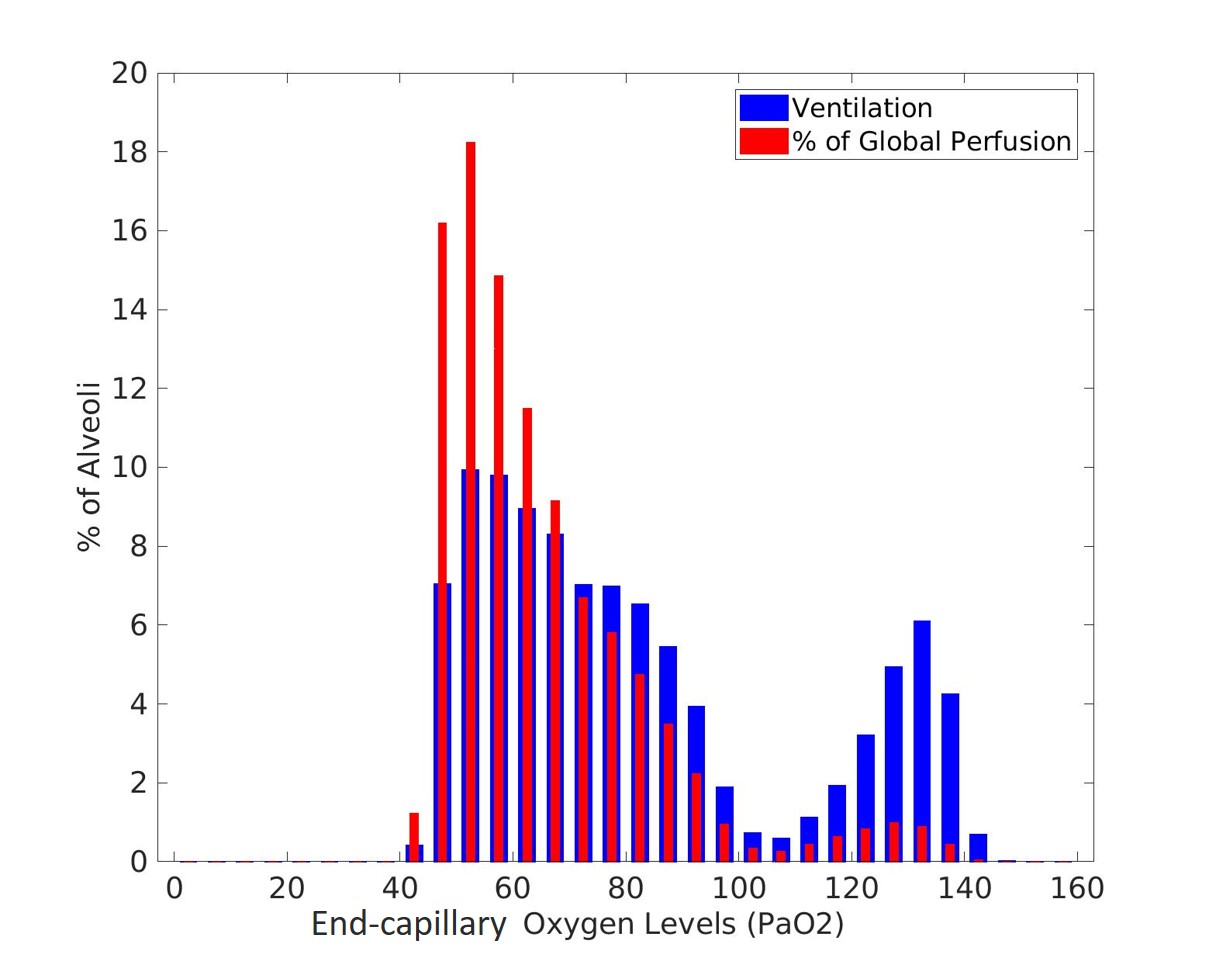 20
18
16
14
12
10
8
6
4
2
0
% of Alveoli
Ventilation
% of Global Perfusion
0 20 40 60 80 100 120 140 160
End-capillary Oxygen Levels (PaO2)